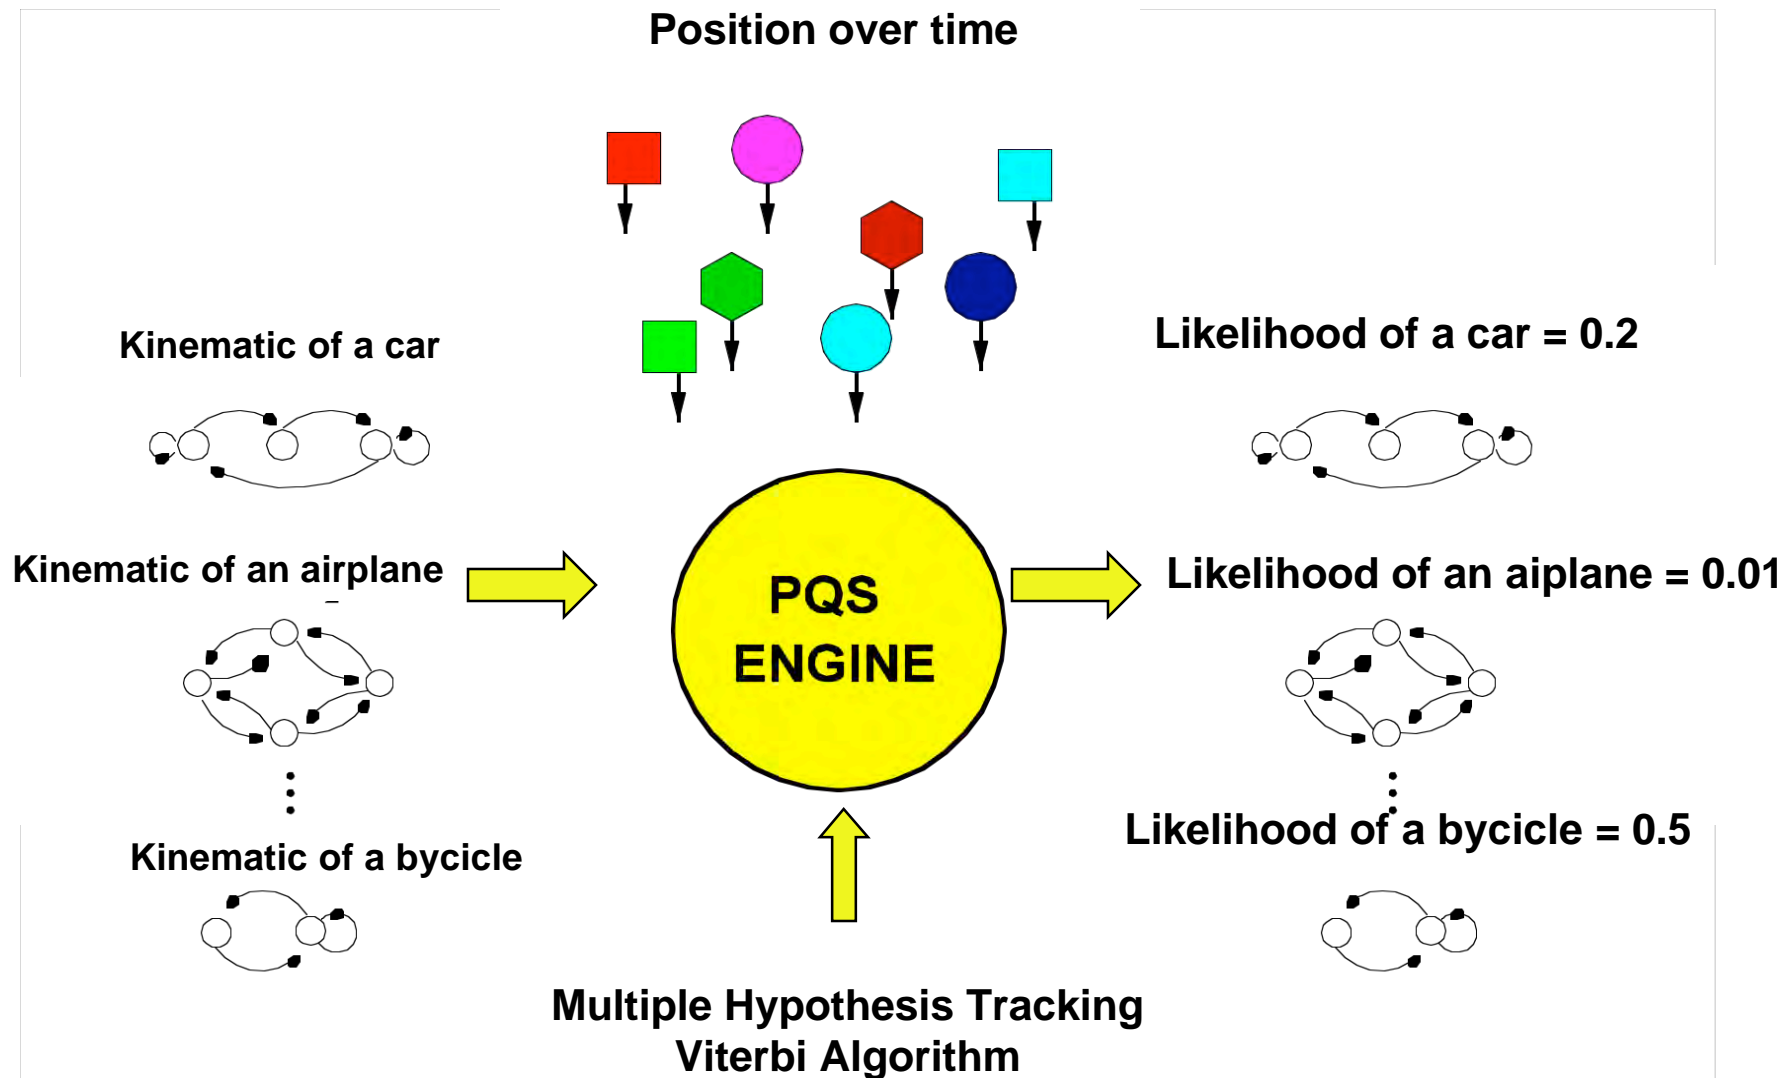 Position over time
Kinematic of a car
Likelihood of a car = 0.2
Kinematic of an airplane
PQS
ENGINE
Likelihood of an aiplane = 0.01
Kinematic of a bycicle
Likelihood of a bycicle = 0.5
Multiple Hypothesis Tracking
Viterbi Algorithm